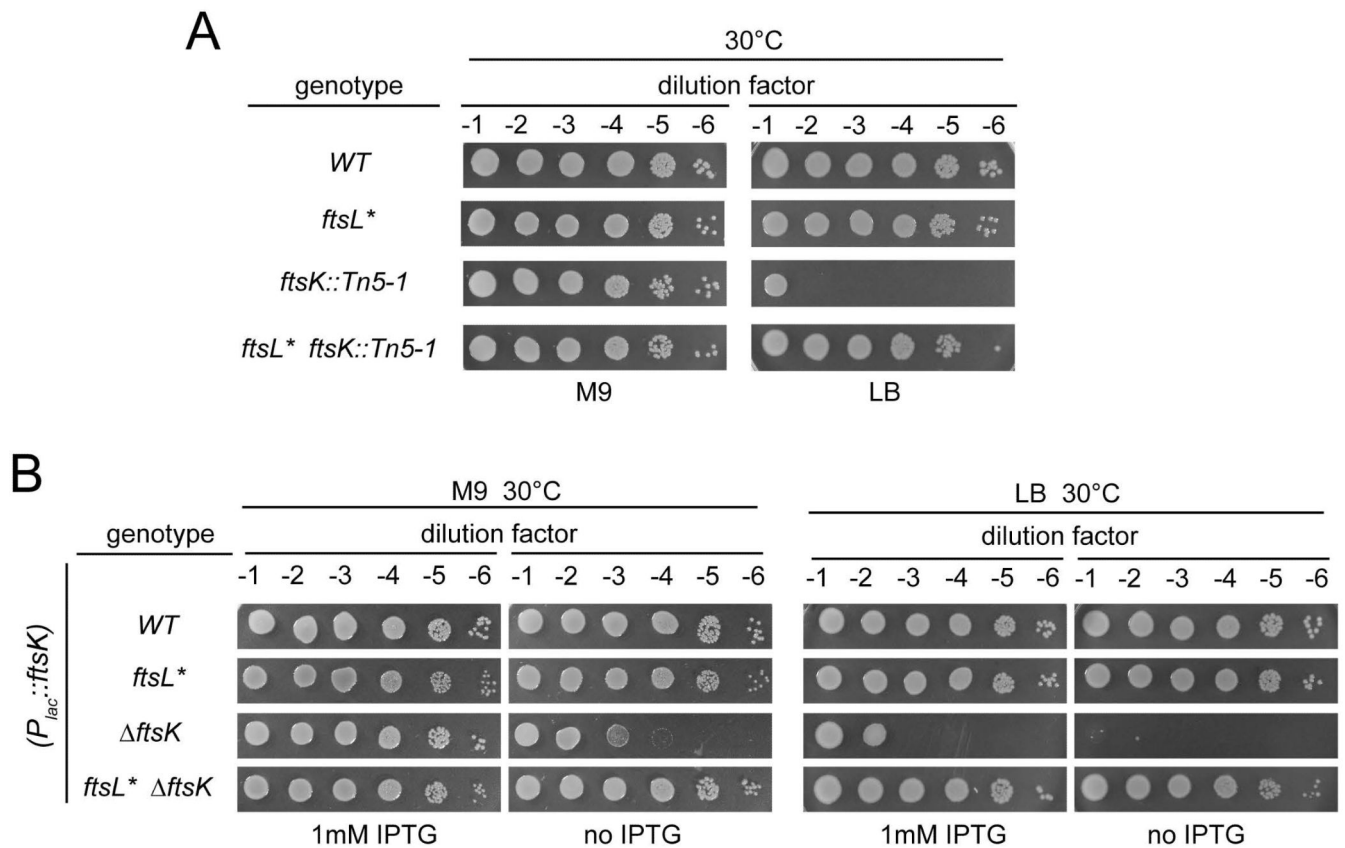 A
30°C
genotype
dilution factor
-1 -2 -3 -4 -5 -6 -1 -2 -3 -4 -5 -6
WT
ftsL*
ftsK::Tn5-1
ftsL* ftsK::Tn5-1
M9 LB
B
M9 30°C LB 30°C
genotype dilution factor dilution factor
-1 -2 -3 -4 -5 -6 -1 -2 -3 -4 -5 -6 -1 -2 -3 -4 -5 -6 -1 -2 -3 -4 -5 -6
(Plac::ftsK)
WT
ftsL*
ΔftsK
ftsL* ΔftsK
1mM IPTG no IPTG 1mM IPTG no IPTG